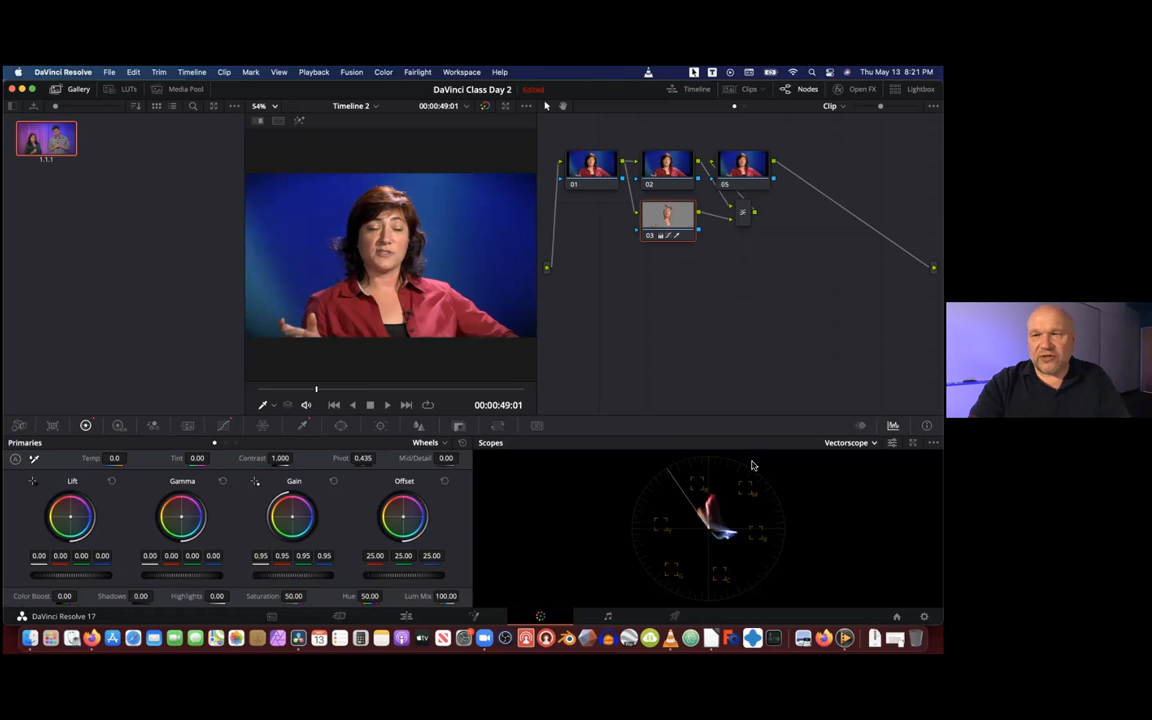 DaVinci Resolve File Edit Trim Timeline Clip Mark View Playback Fusion Color Fairlight Workspace Help Thu May 13 8:21 PM
Gallery LUTs Media Pool DaVinci Class Day 2 Edited Timeline Clips Nodes Open FX Lightbox
54% Timeline 2 00:00:49:01 Clip
1.1.1
01 02 05
03
00:00:49:01
Primaries Wheels Scopes Vectorscope
Temp 0.0 Tint 0.00 Contrast 1.000 Pivot 0.435 Mid/Detail 0.00
Lift Gamma Gain Offset
0.00 0.00 0.00 0.00 0.00 0.00 0.00 0.00 0.95 0.95 0.95 0.95 25.00 25.00 25.00
Color Boost 0.00 Shadows 0.00 Highlights 0.00 Saturation 50.00 Hue 50.00 Lum Mix 100.00
DaVinci Resolve 17